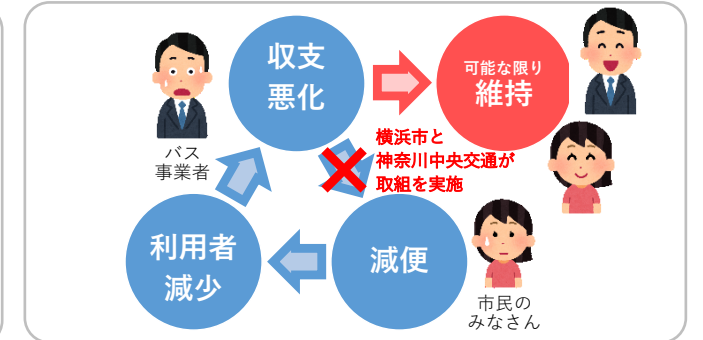 収支
悪化
可能な限り
維持
バス
事業者
横浜市と
神奈川中央交通が
取組を実施
利用者
減少
減便
市民の
みなさん